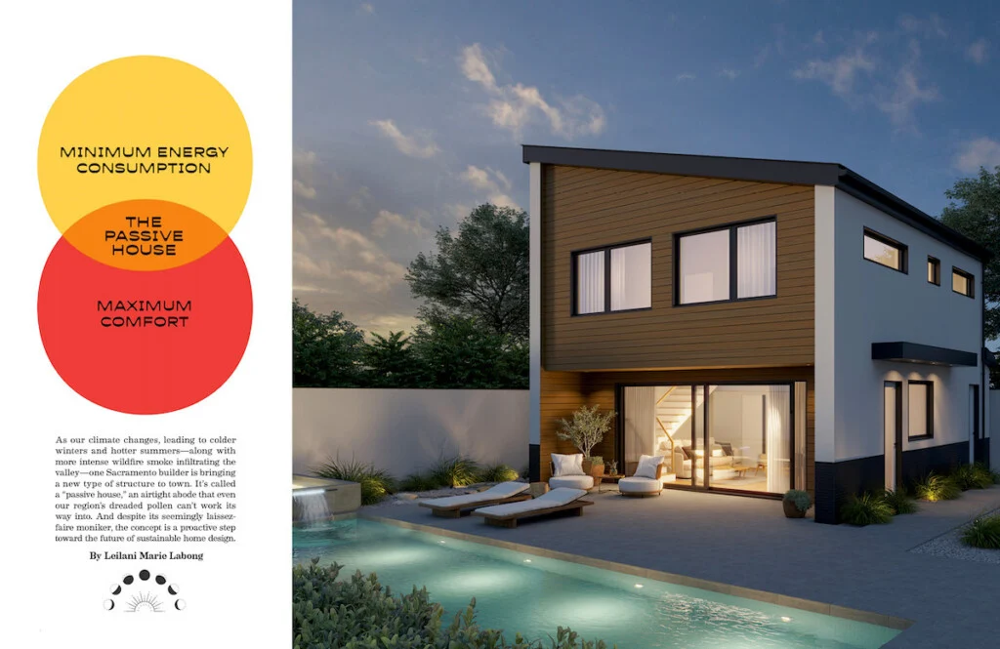 MINIMUM ENERGY
CONSUMPTION
THE
PASSIVE
HOUSE
MAXIMUM
COMFORT
As our climate changes, leading to colder
winters and hotter summers—along with
more intense wildfire smoke infiltrating the
valley—one Sacramento builder is bringing
a new type of structure to town. It's called
a "passive house," an airtight abode that even
our region's dreaded pollen can't work its
way into. And despite its seemingly laissez-
faire moniker, the concept is a proactive step
toward the future of sustainable home design.
By Leilani Marie Labong